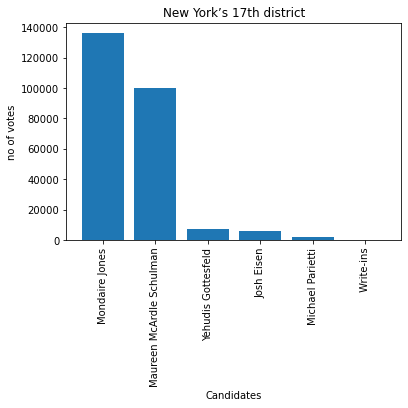 New York’s 17th district
no of votes
140000
120000
100000
80000
60000
40000
20000
0
Mondaire Jones
Maureen McArdle Schulman
Yehudis Gottesfeld
Josh Eisen
Michael Parietti
Write-ins
Candidates